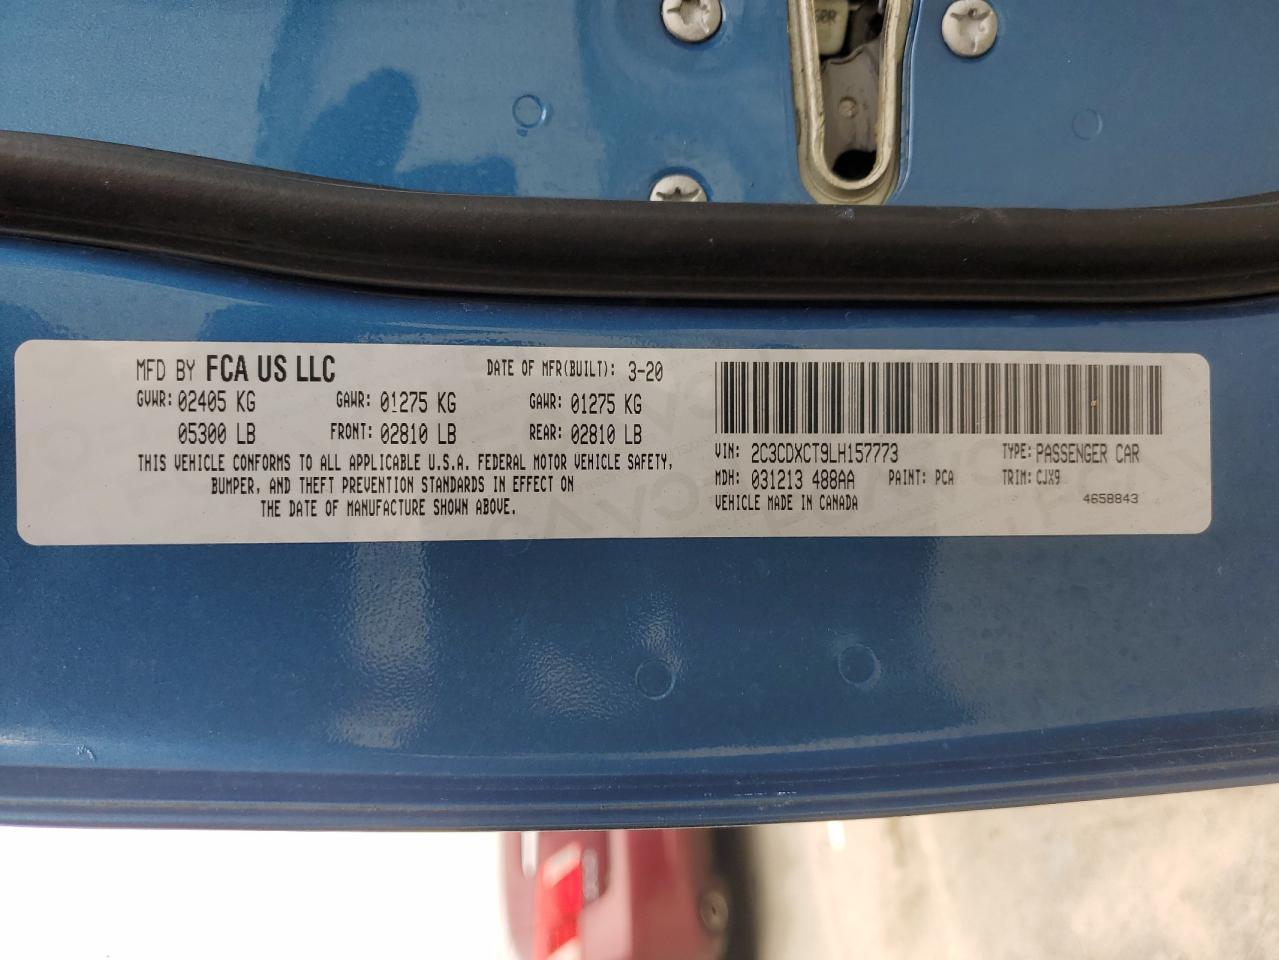 MFD BY FCA US LLC DATE OF MFR(BUILT): 3-20
GVWR: 02405 KG GAWR: 01275 KG GAWR: 01275 KG
05300 LB FRONT: 02810 LB REAR: 02810 LB
THIS VEHICLE CONFORMS TO ALL APPLICABLE U.S.A. FEDERAL MOTOR VEHICLE SAFETY,
BUMPER, AND THEFT PREVENTION STANDARDS IN EFFECT ON
THE DATE OF MANUFACTURE SHOWN ABOVE.
VIN: 2C3CDXCT9LH157773 TYPE: PASSENGER CAR
MDH: 031213 488AA PAINT: PCA TRIM: CJX9
VEHICLE MADE IN CANADA 4658843